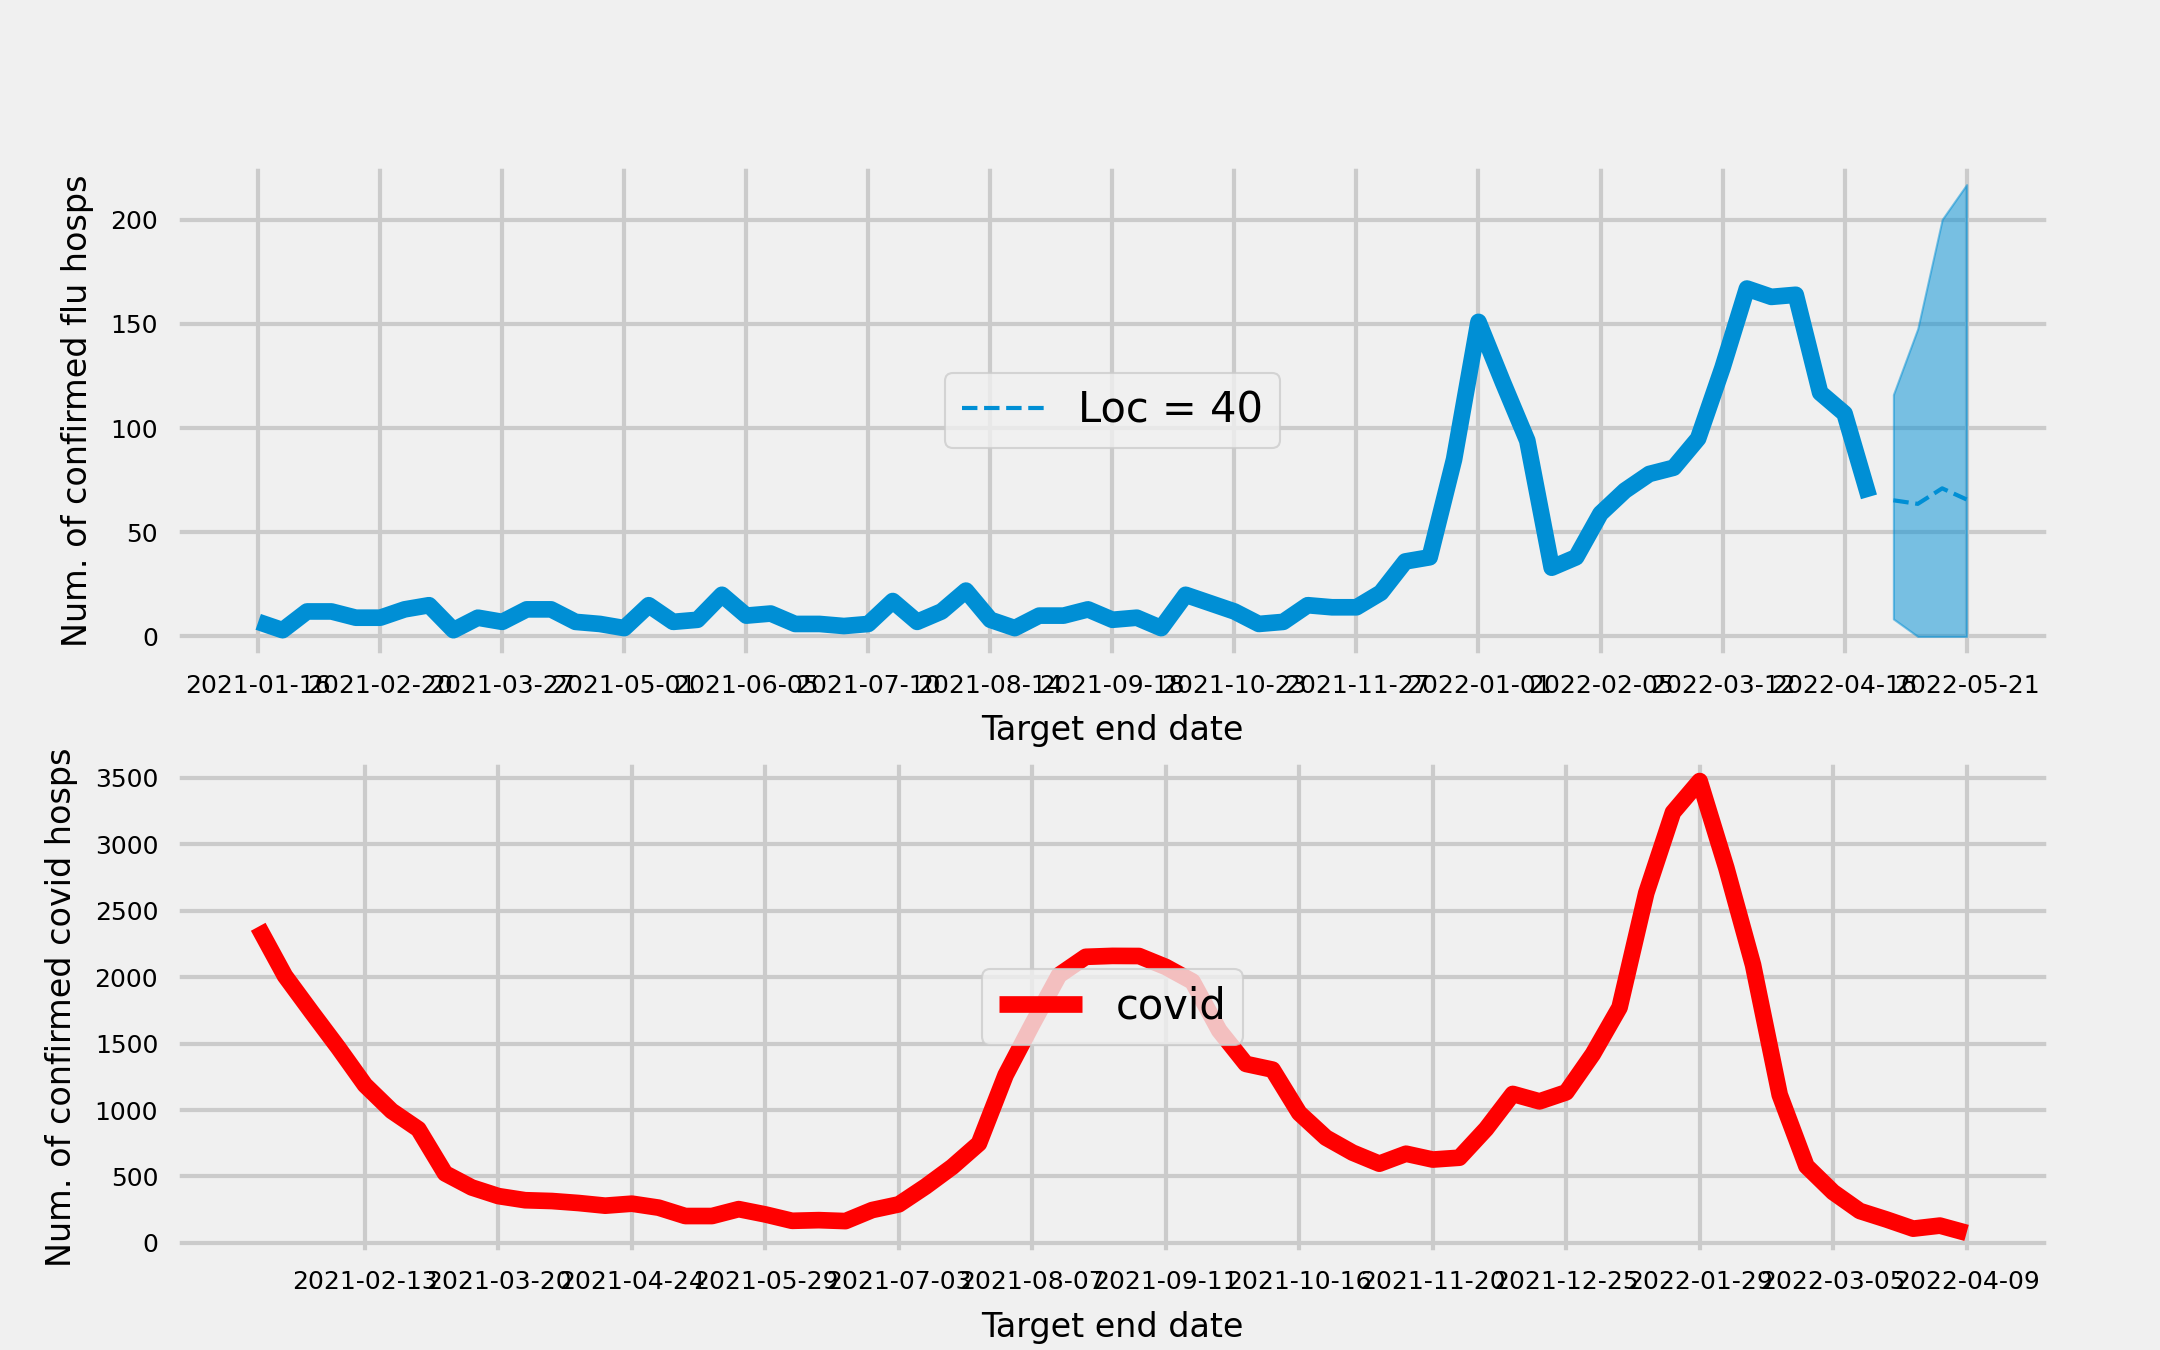 Num. of confirmed flu hosps
200
150
100
50
0
Loc = 40
2021-01-16 2021-02-20 2021-03-27 2021-05-01 2021-06-05 2021-07-10 2021-08-14 2021-09-18 2021-10-23 2021-11-27 2022-01-01 2022-02-05 2022-03-12 2022-04-16 2022-05-21
Target end date
Num. of confirmed covid hosps
3500
3000
2500
2000
1500
1000
500
0
covid
2021-02-13 2021-03-20 2021-04-24 2021-05-29 2021-07-03 2021-08-07 2021-09-11 2021-10-16 2021-11-20 2021-12-25 2022-01-29 2022-03-05 2022-04-09
Target end date